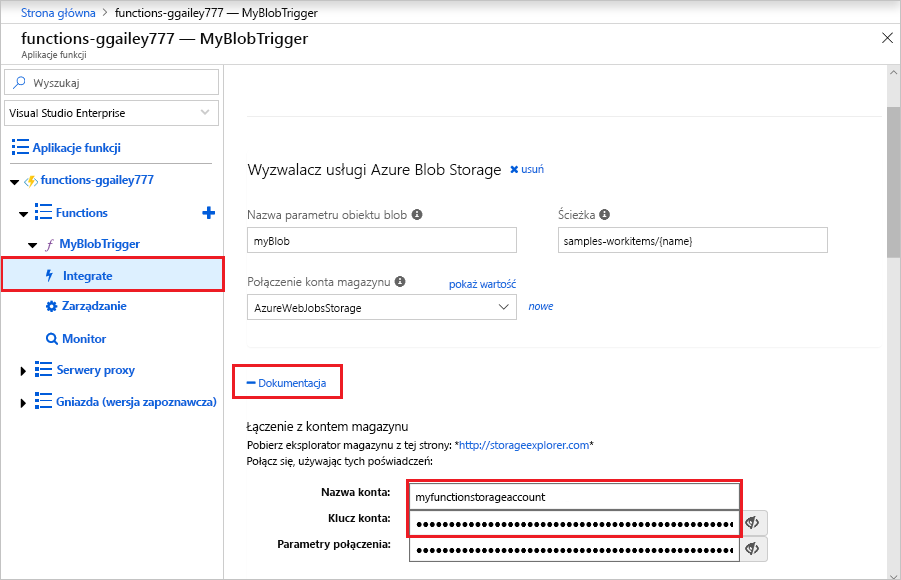 Strona główna > functions-ggailey777 — MyBlobTrigger
functions-ggailey777 — MyBlobTrigger
Aplikacje funkcji
Wyszukaj
Visual Studio Enterprise
Aplikacje funkcji
functions-ggailey777
Functions
MyBlobTrigger
Integrate
Zarządzanie
Monitor
Serwery proxy
Gniazda (wersja zapoznawcza)
Wyzwalacz usługi Azure Blob Storage usuń
Nazwa parametru obiektu blob Ścieżka
myBlob samples-workitems/{name}
Połączenie konta magazynu pokaż wartość
AzureWebJobsStorage nowe
Dokumentacja
Łączenie z kontem magazynu
Pobierz eksplorator magazynu z tej strony: *http://storageexplorer.com*
Połącz się, używając tych poświadczeń:
Nazwa konta: myfunctionstorageaccount
Klucz konta:
Parametry połączenia: